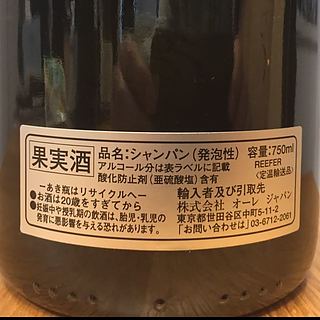 果実酒
品名:シャンパン(発泡性) 容量:750ml
アルコール分は表ラベルに記載 REEFER
酸化防止剤(亜硫酸塩)含有 <定温輸送品>
ーあき瓶はリサイクルへー
●お酒は20歳をすぎてから
●妊娠中や授乳期の飲酒は、胎児・乳児の
発育に悪影響を与える恐れがあります。
輸入者及び引取先
株式会社 オーレ ジャパン
東京都世田谷区中町5-11-2
「お問い合わせは」03-6712-2061